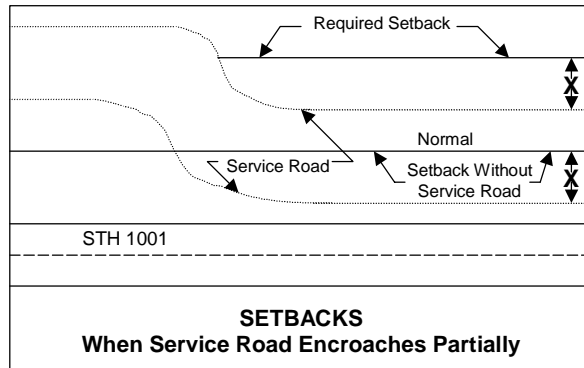 Required Setback
X
Normal
Service Road
Setback Without
Service Road
X
STH 1001
SETBACKS
When Service Road Encroaches Partially